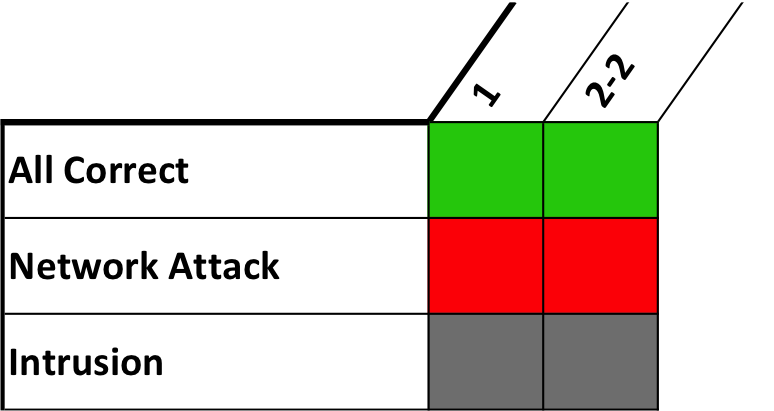 1
2-2
All Correct
Network Attack
Intrusion